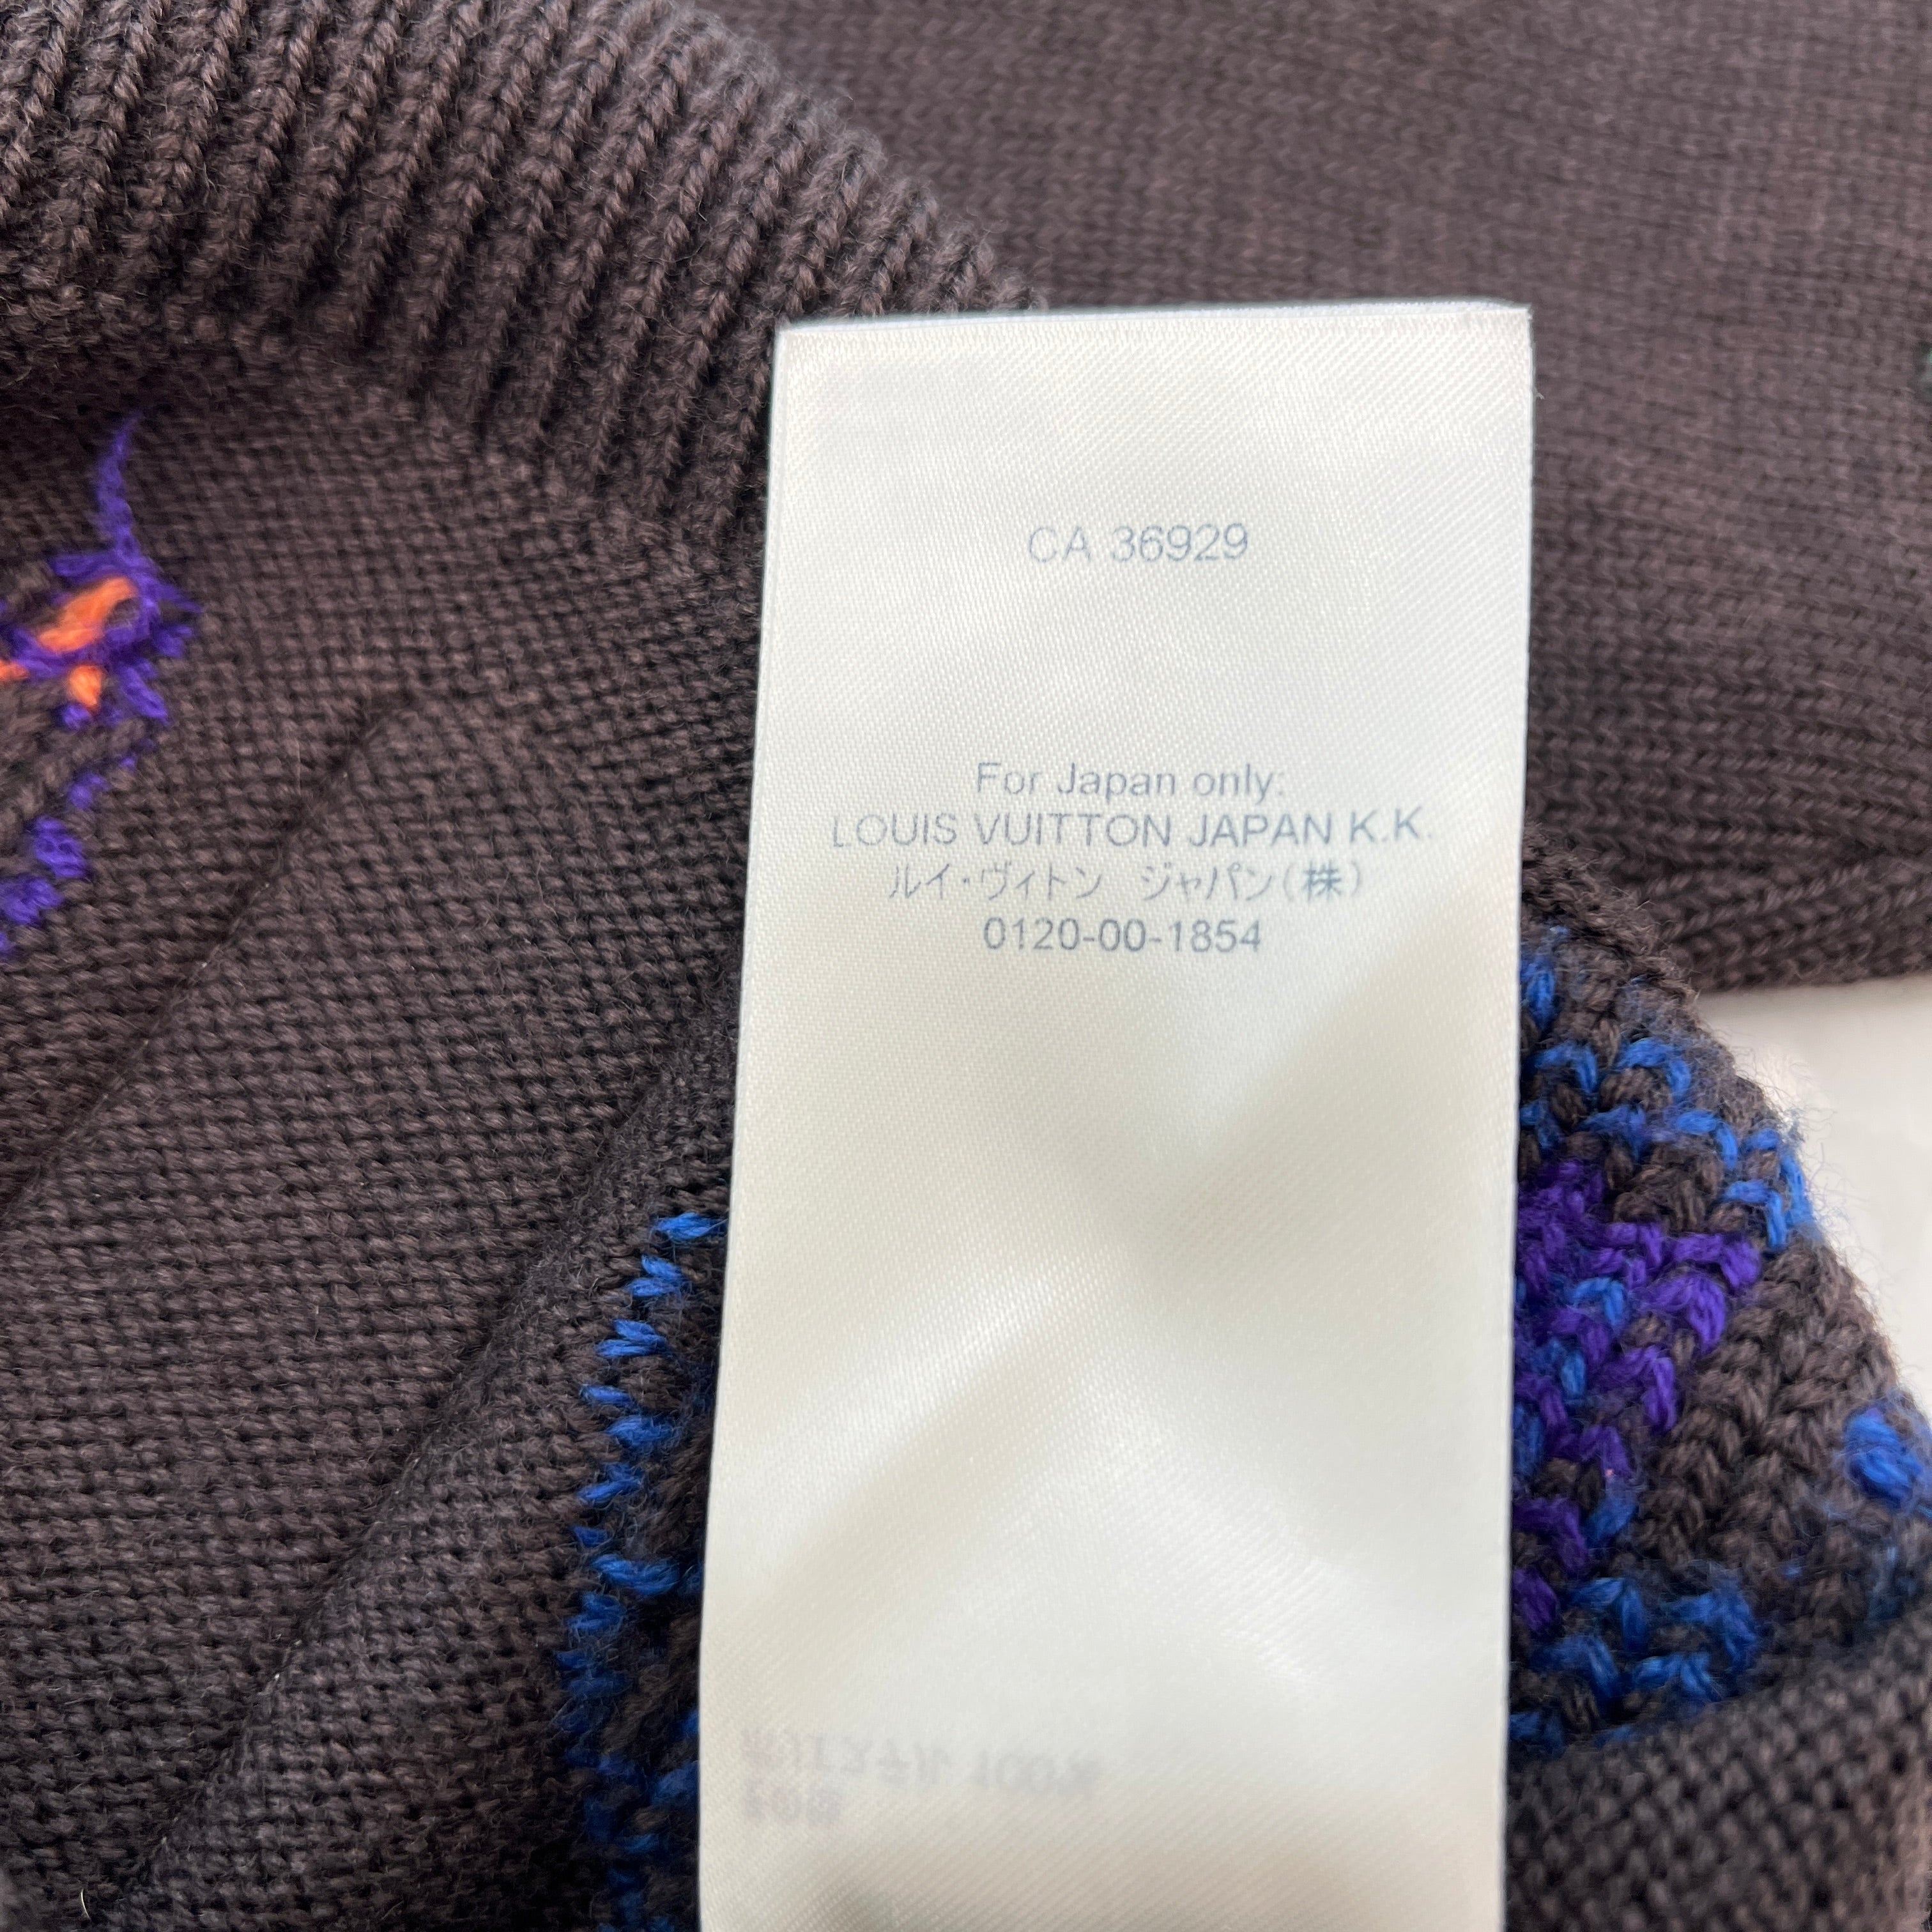 CA 36929
For Japan only:
LOUIS VUITTON JAPAN K.K.
ルイ・ヴィトン ジャパン(株)
0120-00-1854